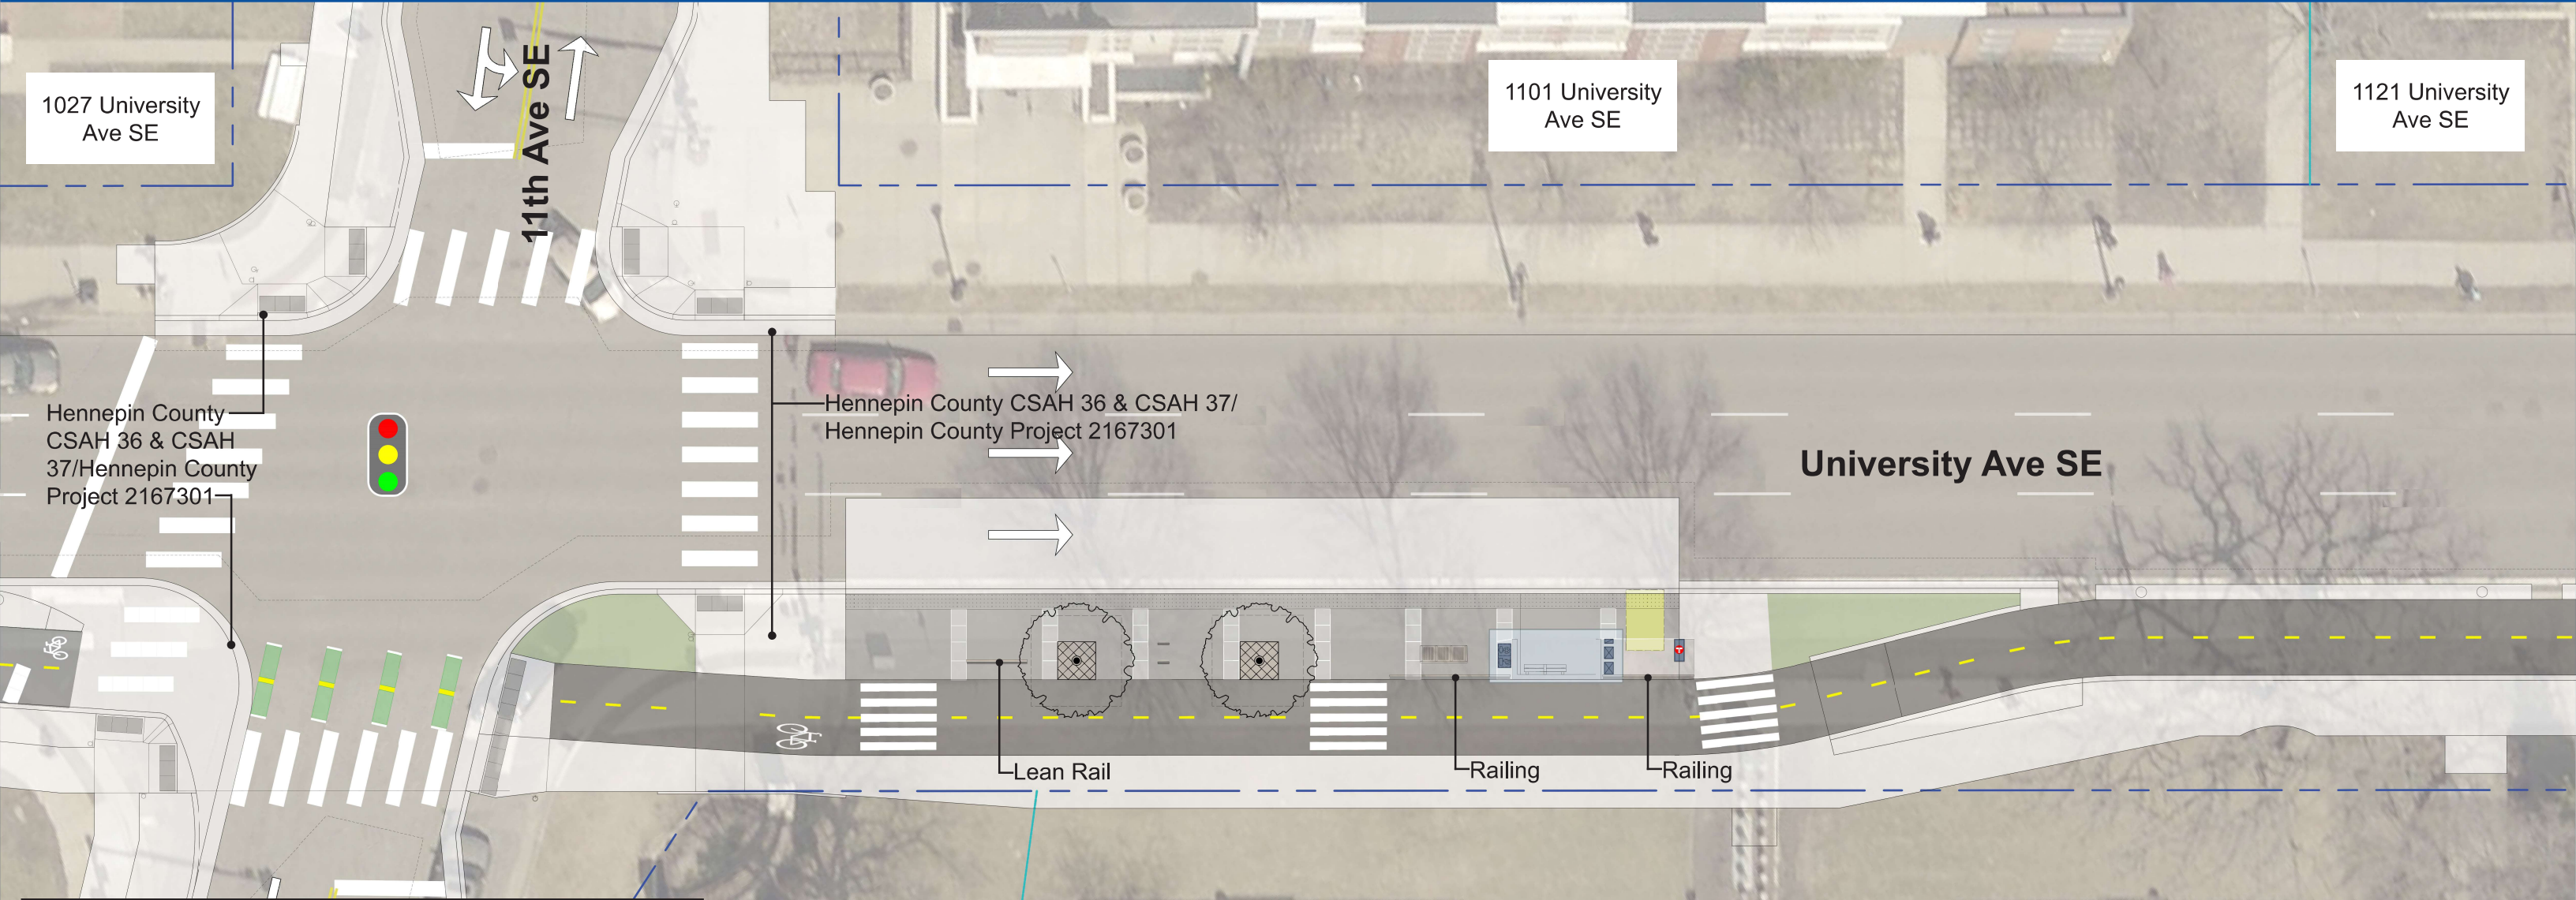 1027 University
Ave SE
11th Ave SE
1101 University
Ave SE
1121 University
Ave SE
Hennepin County
CSAH 36 & CSAH
37/Hennepin County
Project 2167301
Hennepin County CSAH 36 & CSAH 37/
Hennepin County Project 2167301
University Ave SE
Lean Rail
Railing
Railing